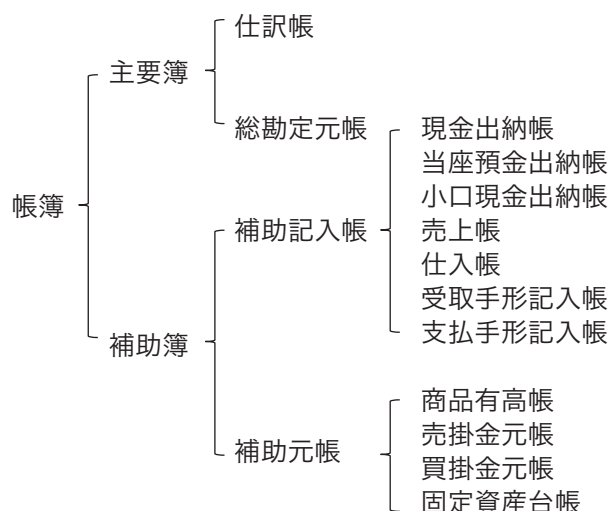 仕訳帳
主要簿
総勘定元帳
現金出納帳
当座預金出納帳
小口現金出納帳
帳簿
補助記入帳
売上帳
仕入帳
受取手形記入帳
支払手形記入帳
補助簿
商品有高帳
売掛金元帳
補助元帳
買掛金元帳
固定資産台帳